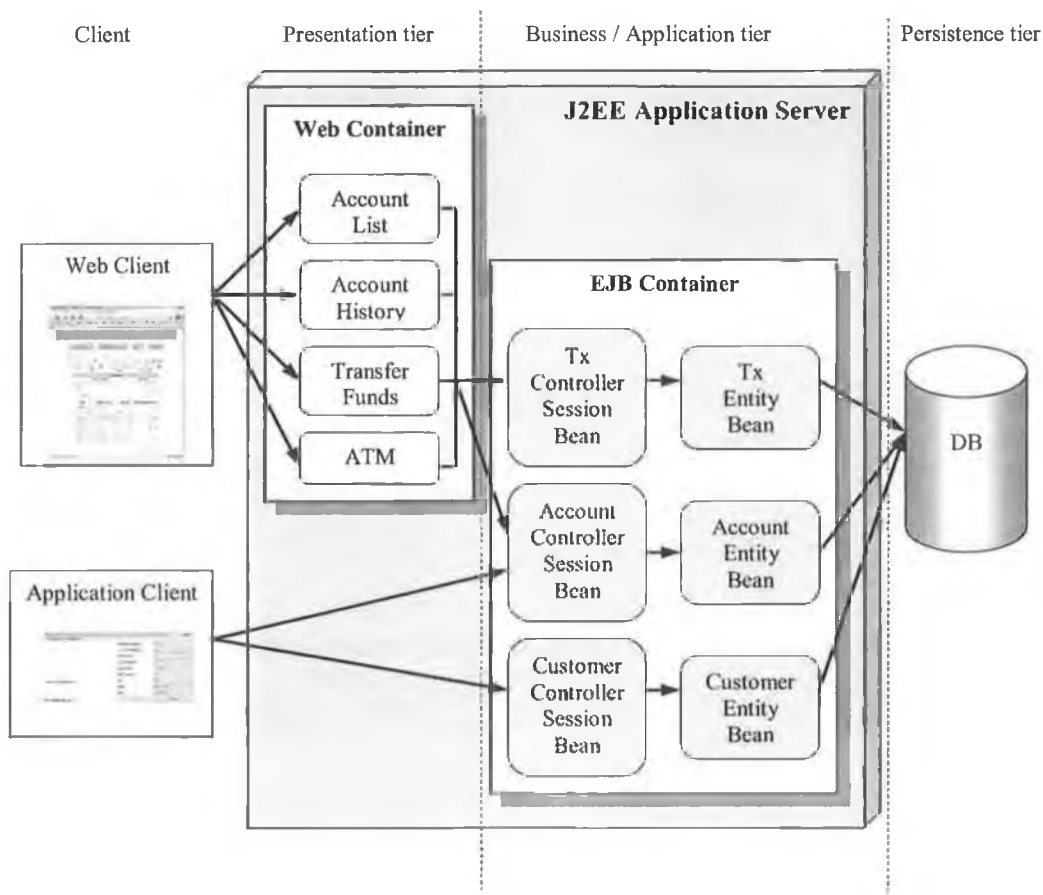 Client
Presentation tier
Business / Application tier
Persistence tier
J2EE Application Server
Web Container
Account
List
Account
History
Transfer
Funds
ATM
Web Client
Application Client
EJB Container
Tx
Controller
Session
Bean
Tx
Entity
Bean
Account
Controller
Session
Bean
Account
Entity
Bean
Customer
Controller
Session
Bean
Customer
Entity
Bean
DB